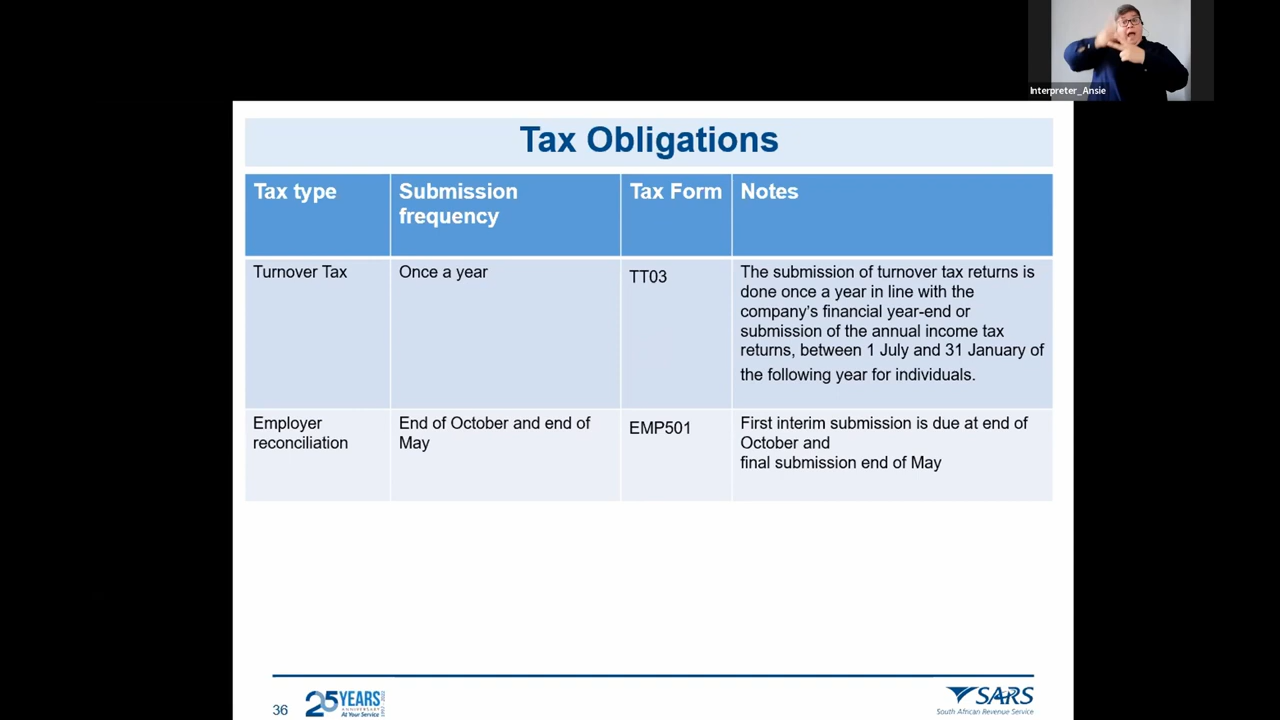 Interpreter_Ansie
Tax Obligations
Tax type
Submission
frequency
Tax Form
Notes
Turnover Tax
Once a year
TT03
The submission of turnover tax returns is
done once a year in line with the
company's financial year-end or
submission of the annual income tax
returns, between 1 July and 31 January of
the following year for individuals.
Employer
reconciliation
End of October and end of
May
EMP501
First interim submission is due at end of
October and
final submission end of May
36
25 YEARS
ANNIVERSARY
At Your Service
SARS
South African Revenue Service